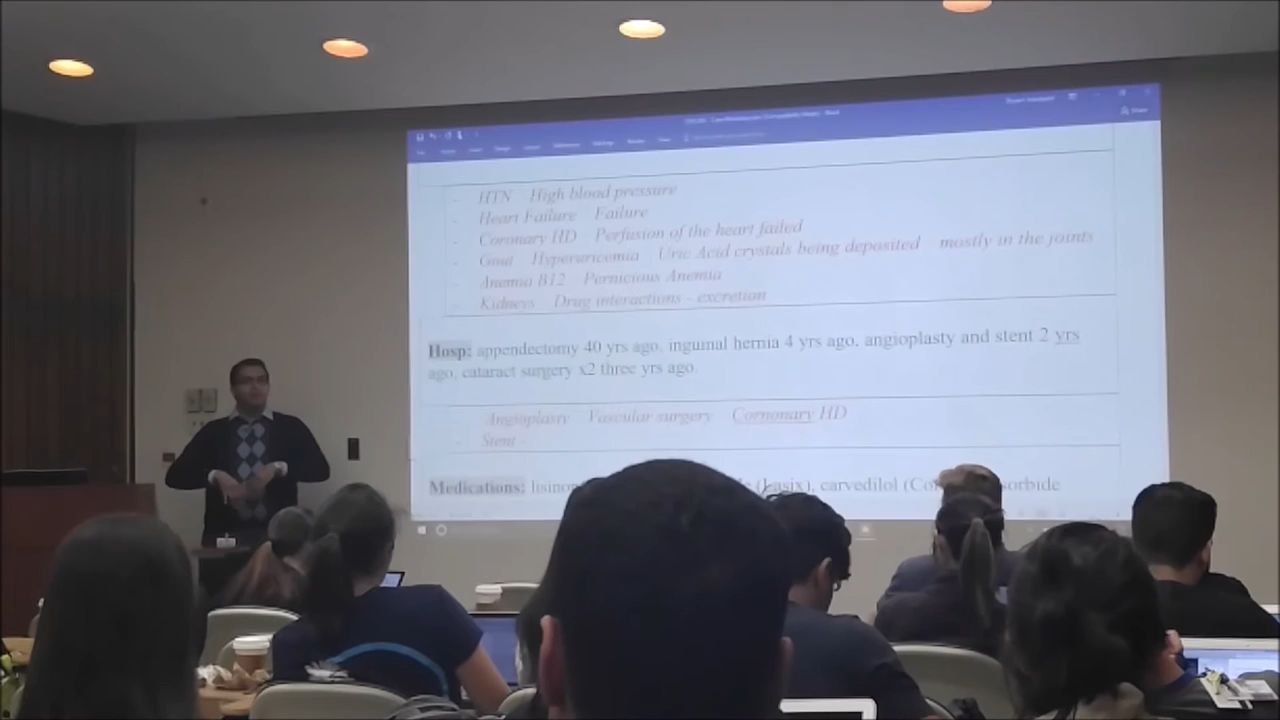 - HTN High blood pressure
- Heart Failure Failure
- Coronary HD Perfusion of the heart failed
- Gout Hyperuricemia Uric Acid crystals being deposited mostly in the joints
- Anemia B12 Pernicious Anemia
- Kidneys Drug interactions - excretion
Hosp: appendectomy 40 yrs ago, ingumal hernia 4 yrs ago, angioplasty and stent 2 yrs
ago, cataract surgery x2 three yrs ago.
Angioplasty Vascular surgery Cornonary HD
- Stent -
Medications: (Lasix), carvedilol